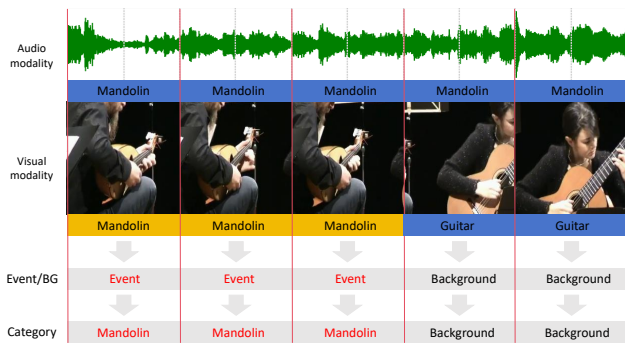 Audio
modality
Mandolin Mandolin Mandolin Mandolin Mandolin
Visual
modality
Mandolin Mandolin Mandolin Guitar Guitar
Event/BG Event Event Event Background Background
Category Mandolin Mandolin Mandolin Background Background